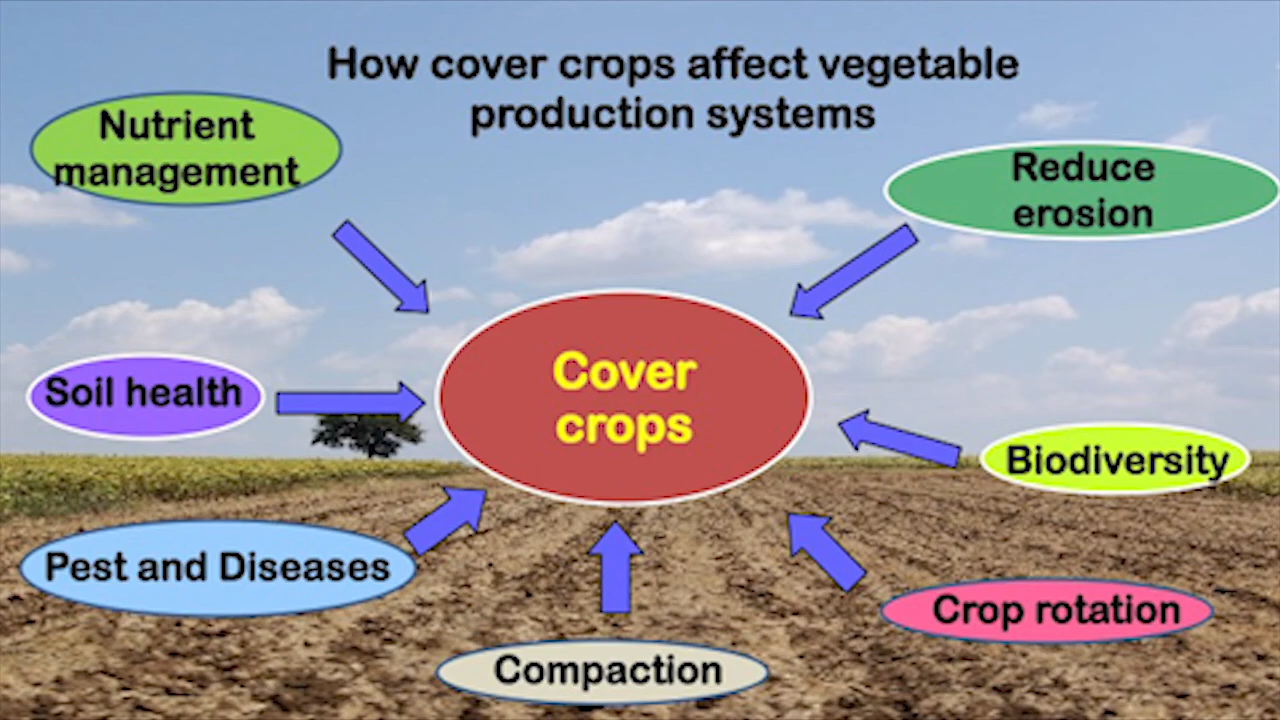 How cover crops affect vegetable
production systems
Nutrient
management
Reduce
erosion
Cover
crops
Soil health
Biodiversity
Pest and Diseases
Crop rotation
Compaction